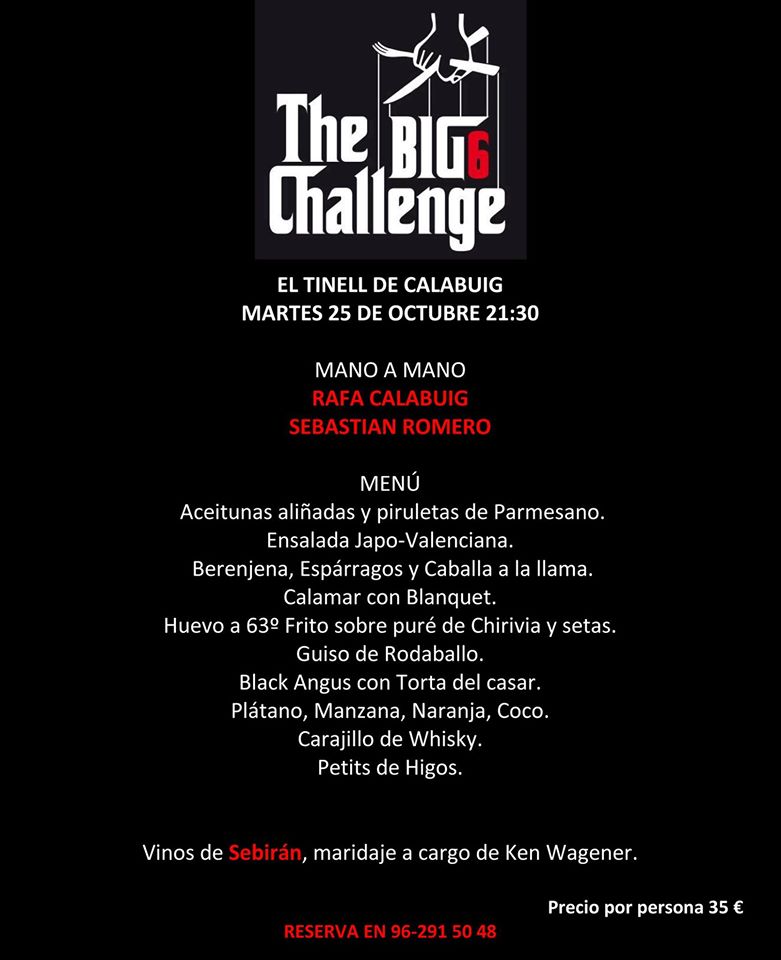 The BIG6
Challenge
EL TINELL DE CALABUIG
MARTES 25 DE OCTUBRE 21:30
MANO A MANO
RAFA CALABUIG
SEBASTIAN ROMERO
MENÚ
Aceitunas aliñadas y piruletas de Parmesano.
Ensalada Japo-Valenciana.
Berenjena, Espárragos y Caballa a la llama.
Calamar con Blanquet.
Huevo a 63º Frito sobre puré de Chirivia y setas.
Guiso de Rodaballo.
Black Angus con Torta del casar.
Plátano, Manzana, Naranja, Coco.
Carajillo de Whisky.
Petits de Higos.
Vinos de Sebirán, maridaje a cargo de Ken Wagener.
Precio por persona 35 €
RESERVA EN 96-291 50 48